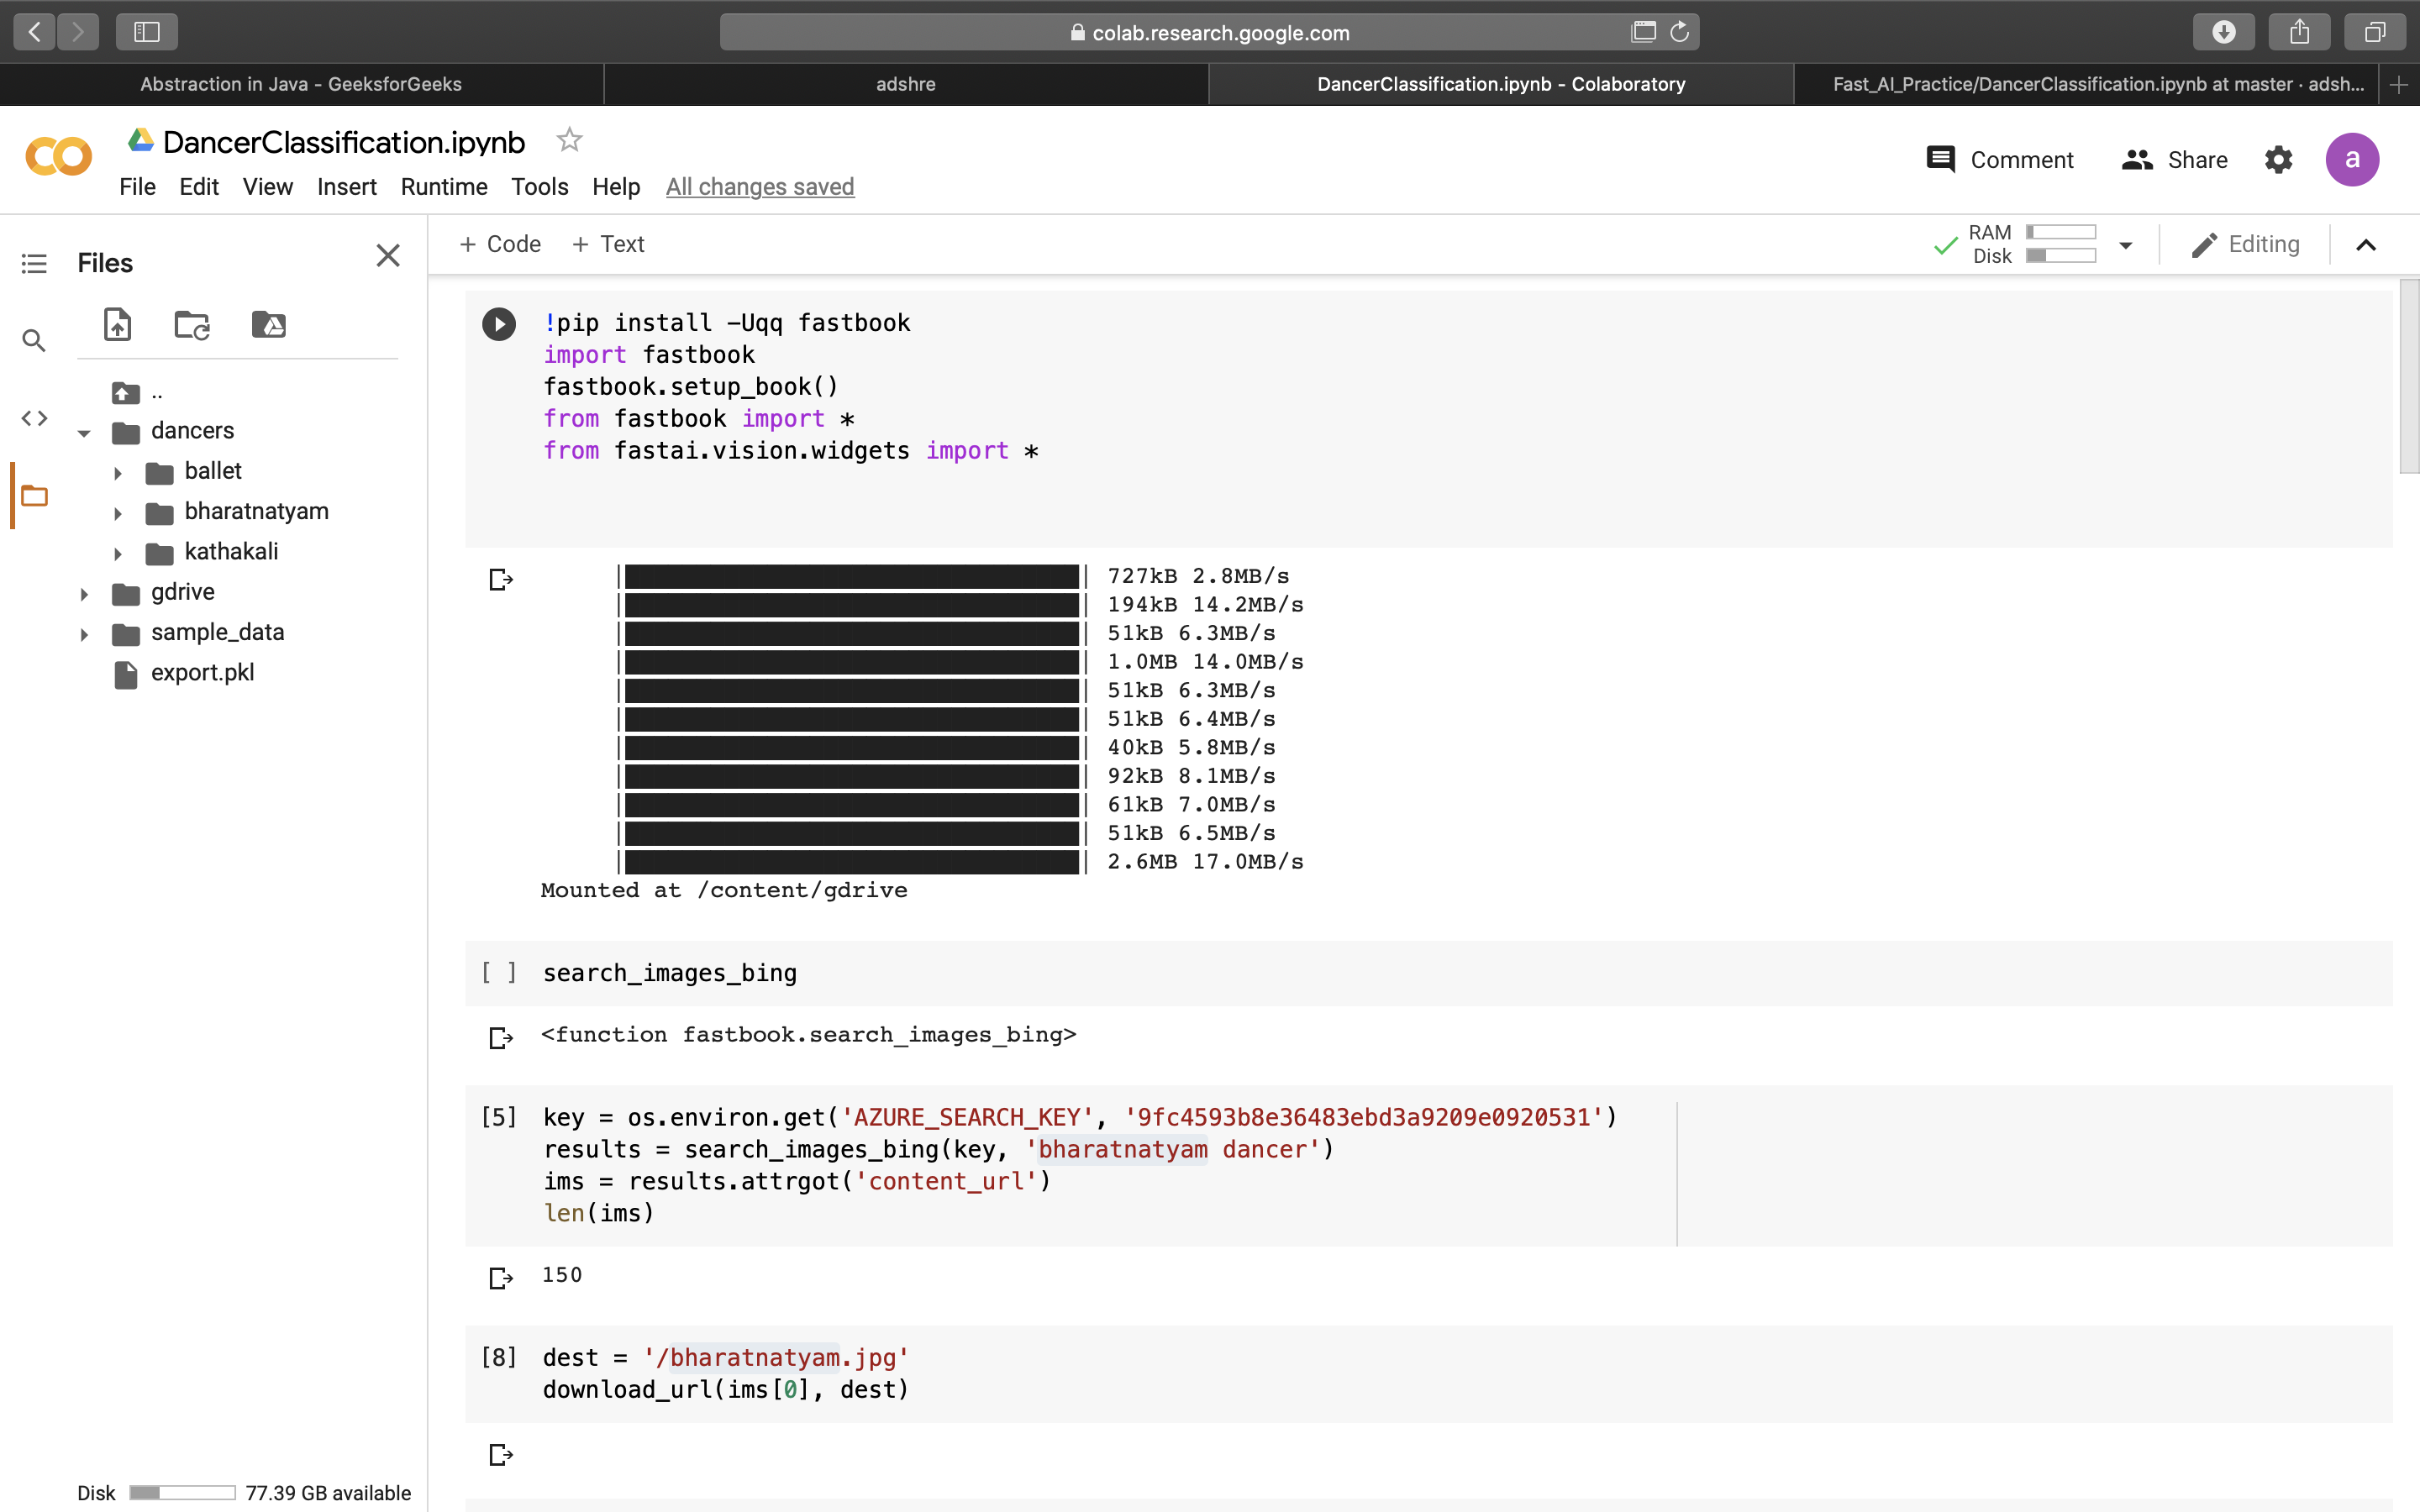 colab.research.google.com
Abstraction in Java - GeeksforGeeks
adshre
DancerClassification.ipynb - Colaboratory
Fast_AI_Practice/DancerClassification.ipynb at master · adsh...
DancerClassification.ipynb
Comment
Share
a
File Edit View Insert Runtime Tools Help All changes saved
Files
+ Code + Text
RAM
Disk
Editing
..
dancers
ballet
bharatnatyam
kathakali
gdrive
sample_data
export.pkl
Disk 77.39 GB available
!pip install -Uqq fastbook
import fastbook
fastbook.setup_book()
from fastbook import *
from fastai.vision.widgets import *
727kB 2.8MB/s
194kB 14.2MB/s
51kB 6.3MB/s
1.0MB 14.0MB/s
51kB 6.3MB/s
51kB 6.4MB/s
40kB 5.8MB/s
92kB 8.1MB/s
61kB 7.0MB/s
51kB 6.5MB/s
2.6MB 17.0MB/s
Mounted at /content/gdrive
[ ] search_images_bing
<function fastbook.search_images_bing>
[5] key = os.environ.get('AZURE_SEARCH_KEY', '9fc4593b8e36483ebd3a9209e0920531')
results = search_images_bing(key, 'bharatnatyam dancer')
ims = results.attrgot('content_url')
len(ims)
150
[8] dest = '/bharatnatyam.jpg'
download_url(ims[0], dest)